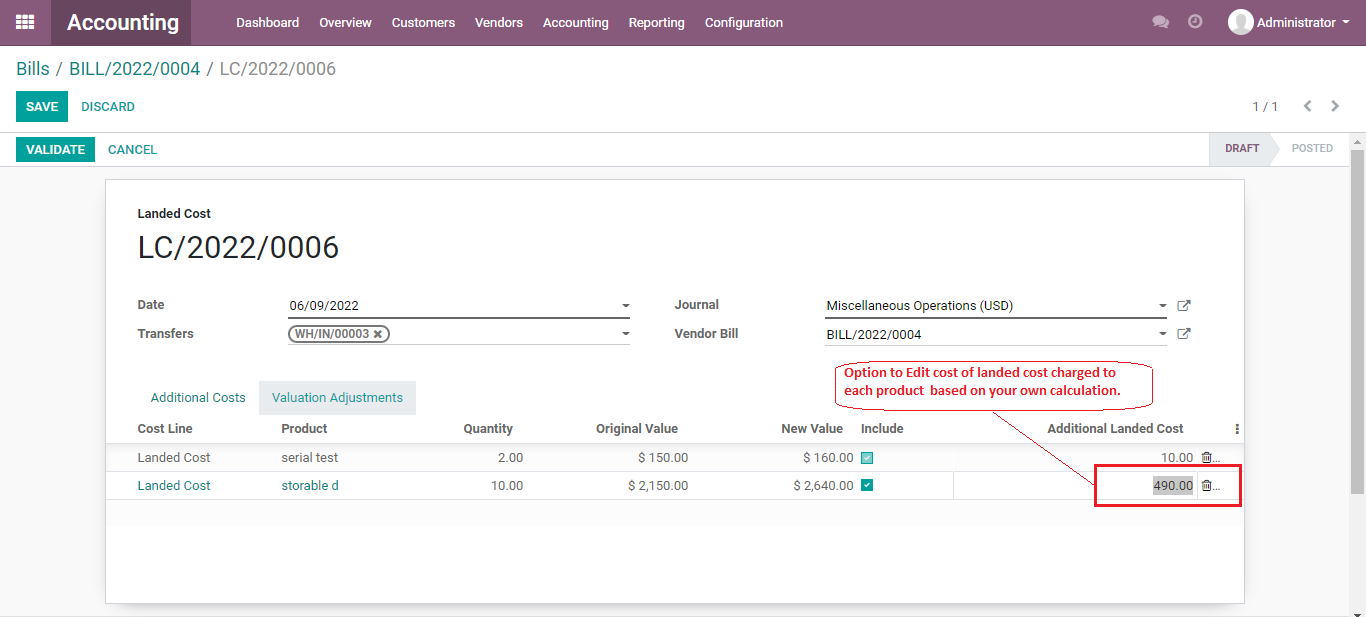 Accounting Dashboard Overview Customers Vendors Accounting Reporting Configuration Administrator
Bills / BILL/2022/0004 / LC/2022/0006
SAVE DISCARD 1 / 1
VALIDATE CANCEL DRAFT POSTED
Landed Cost
LC/2022/0006
Date 06/09/2022 Journal Miscellaneous Operations (USD)
Transfers WH/IN/00003 Vendor Bill BILL/2022/0004
Option to Edit cost of landed cost charged to
each product based on your own calculation.
Additional Costs Valuation Adjustments
Cost Line Product Quantity Original Value New Value Include Additional Landed Cost
Landed Cost serial test 2.00 $ 150.00 $ 160.00 10.00 ...
Landed Cost storable d 10.00 $ 2,150.00 $ 2,640.00 490.00 ...